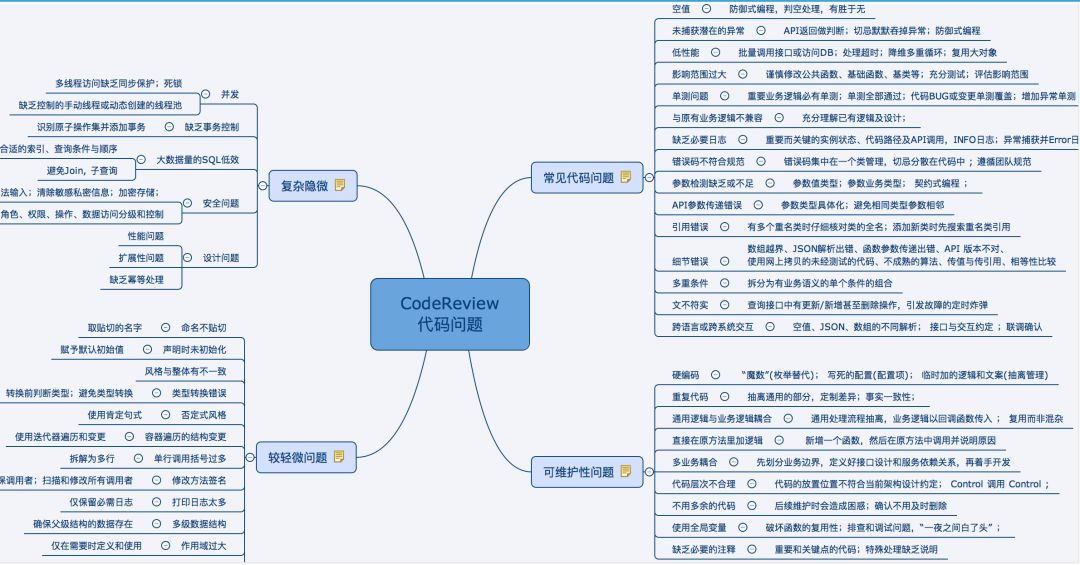 CodeReview
代码问题
常见代码问题
空值 防御式编程，判空处理，有胜于无
未捕获潜在的异常 API返回做判断；切忌默默吞掉异常；防御式编程
低性能 批量调用接口或访问DB；处理超时；降维多重循环；复用大对象
影响范围过大 谨慎修改公共函数、基础函数、基类等；充分测试；评估影响范围
单测问题 重要业务逻辑必有单测；单测全部通过；代码BUG或变更单测覆盖；增加异常单测
与原有业务逻辑不兼容 充分理解已有逻辑及设计；
缺乏必要日志 重要而关键的实例状态、代码路径及API调用，INFO日志；异常捕获并Error日
错误码不符合规范 错误码集中在一个类管理，切忌分散在代码中；遵循团队规范
参数检测缺乏或不足 参数值类型；参数业务类型； 契约式编程；
API参数传递错误 参数类型具体化；避免相同类型参数相邻
引用错误 有多个重名类时仔细核对类的全名；添加新类时先搜索重名类引用
细节错误 数组越界、JSON解析出错、函数参数传递出错、API 版本不对、
使用网上拷贝的未经测试的代码、不成熟的算法、传值与传引用、相等性比较
多重条件 拆分为有业务语义的单个条件的组合
文不符实 查询接口中有更新/新增甚至删除操作，引发故障的定时炸弹
跨语言或跨系统交互 空值、JSON、数组的不同解析； 接口与交互约定；联调确认
可维护性问题
硬编码 “魔数”(枚举替代)； 写死的配置(配置项)； 临时加的逻辑和文案(抽离管理)
重复代码 抽离通用的部分，定制差异；事实一致性；
通用逻辑与业务逻辑耦合 通用处理流程抽离，业务逻辑以回调函数传入； 复用而非混杂
直接在原方法里加逻辑 新增一个函数，然后在原方法中调用并说明原因
多业务耦合 先划分业务边界，定义好接口设计和服务依赖关系，再着手开发
代码层次不合理 代码的放置位置不符合当前架构设计约定； Control 调用 Control ；
不用多余的代码 后续维护时会造成困惑；确认不用及时删除
使用全局变量 破坏函数的复用性；排查和调试问题，“一夜之间白了头”；
缺乏必要的注释 重要和关键点的代码；特殊处理缺乏说明
复杂隐微
多线程访问缺乏同步保护；死锁
并发
缺乏控制的手动线程或动态创建的线程池
识别原子操作集并添加事务 缺乏事务控制
合适的索引、查询条件与顺序
大数据量的SQL低效
避免Join，子查询
法输入；清除敏感私密信息；加密存储；
安全问题
角色、权限、操作、数据访问分级和控制
性能问题
扩展性问题 设计问题
缺乏幂等处理
较轻微问题
取贴切的名字 命名不贴切
赋予默认初始值 声明时未初始化
风格与整体有不一致
转换前判断类型；避免类型转换 类型转换错误
使用肯定句式 否定式风格
使用迭代器遍历和变更 容器遍历的结构变更
拆解为多行 单行调用括号过多
保调用者；扫描和修改所有调用者 修改方法签名
仅保留必需日志 打印日志太多
确保父级结构的数据存在 多级数据结构
仅在需要时定义和使用 作用域过大